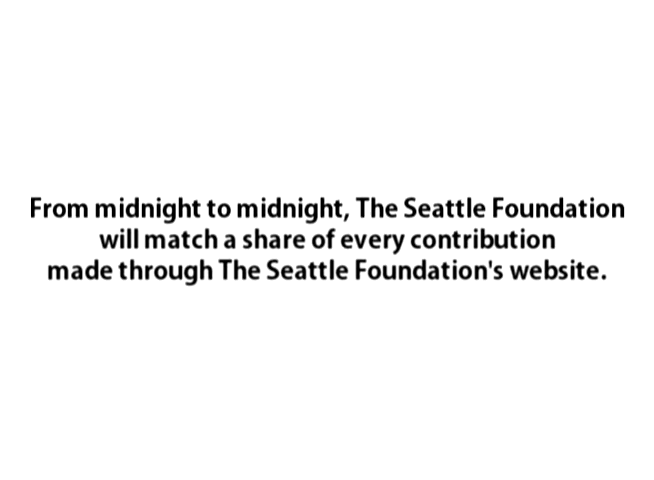 From midnight to midnight, The Seattle Foundation
will match a share of every contribution
made through The Seattle Foundation's website.